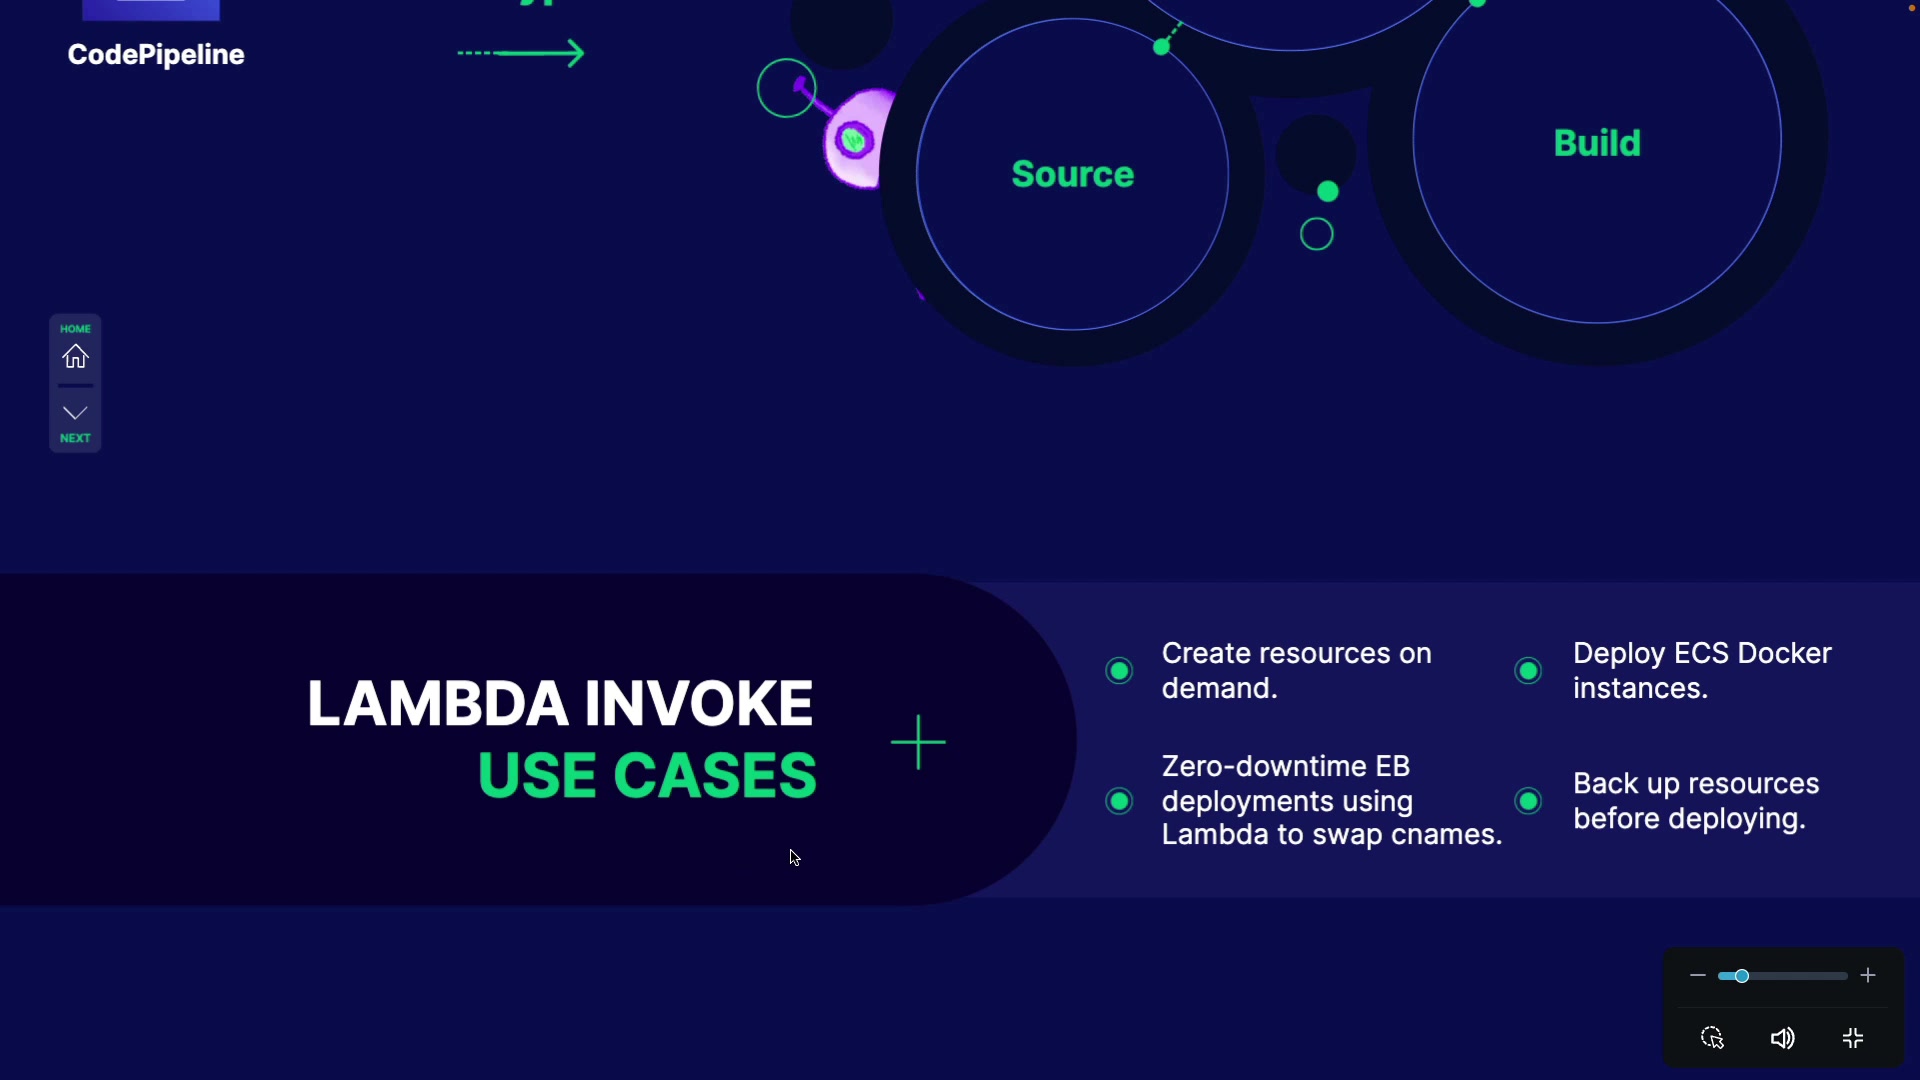 CodePipeline
Source
Build
HOME
NEXT
LAMBDA INVOKE
USE CASES
Create resources on
demand.
Zero-downtime EB
deployments using
Lambda to swap cnames.
Deploy ECS Docker
instances.
Back up resources
before deploying.